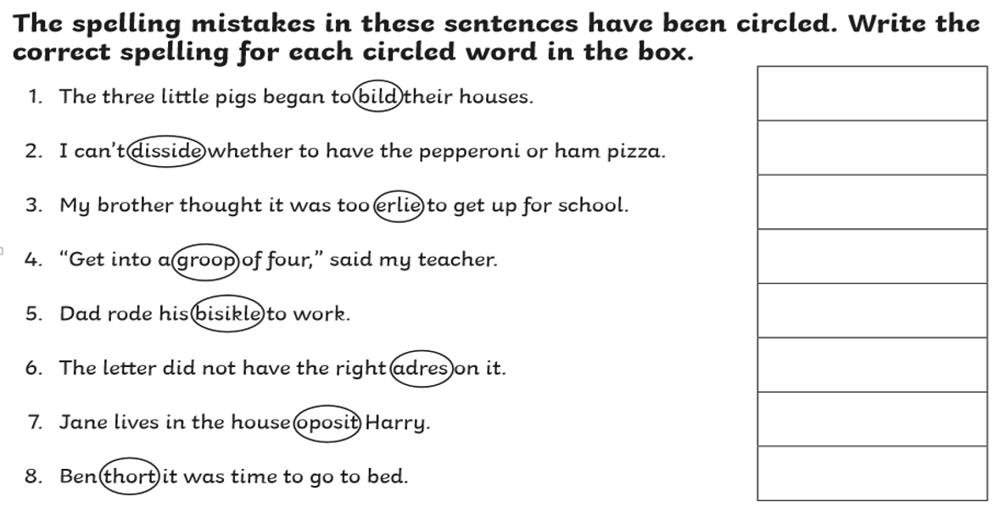 The spelling mistakes in these sentences have been circled. Write the
correct spelling for each circled word in the box.
1. The three little pigs began to bild their houses.
2. I can't disside whether to have the pepperoni or ham pizza.
3. My brother thought it was too erlie to get up for school.
4. “Get into a groop of four,” said my teacher.
5. Dad rode his bisikle to work.
6. The letter did not have the right adres on it.
7. Jane lives in the house oposit Harry.
8. Ben thort it was time to go to bed.